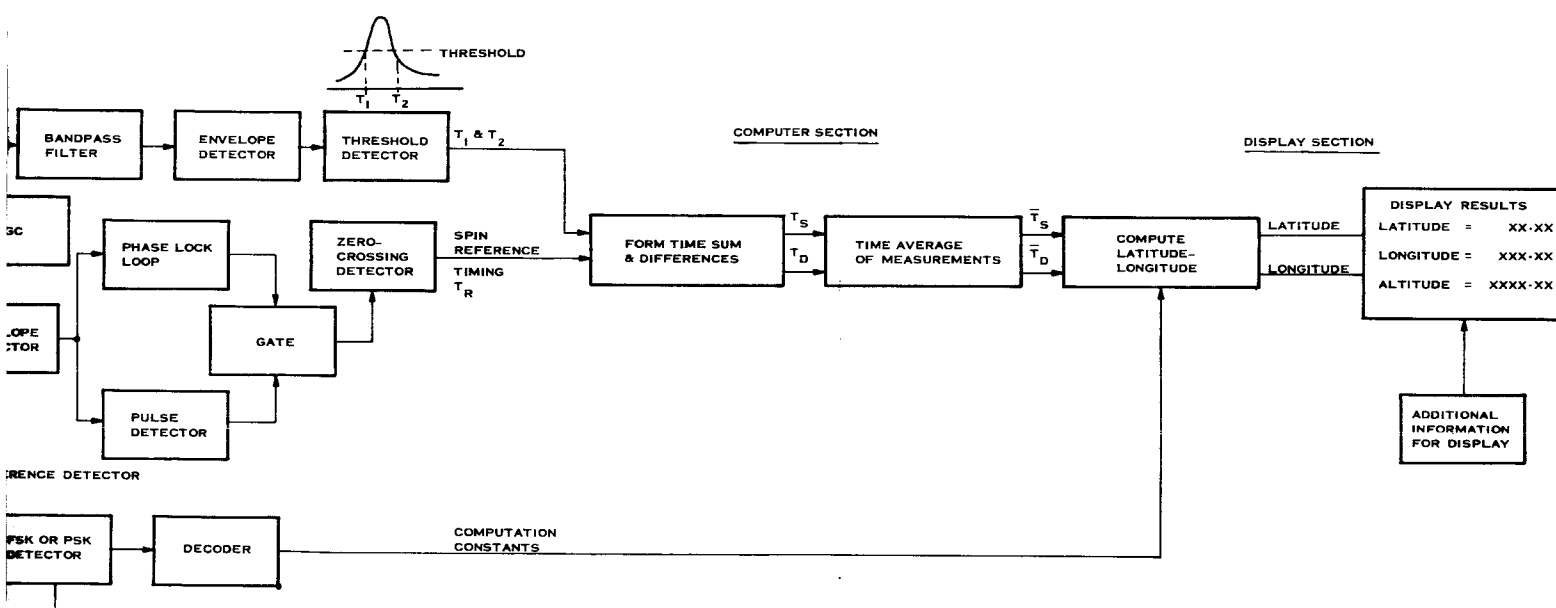 THRESHOLD
T1 T2
BANDPASS
FILTER
ENVELOPE
DETECTOR
THRESHOLD
DETECTOR
T1 & T2
COMPUTER SECTION
DISPLAY SECTION
GC
PHASE LOCK
LOOP
ZERO-
CROSSING
DETECTOR
SPIN
REFERENCE
TIMING
TR
FORM TIME SUM
& DIFFERENCES
TS
TD
TIME AVERAGE
OF MEASUREMENTS
T̅S
T̅D
COMPUTE
LATITUDE-
LONGITUDE
LATITUDE
LONGITUDE
DISPLAY RESULTS
LATITUDE = XX·XX
LONGITUDE = XXX·XX
ALTITUDE = XXXX·XX
LOPE
CTOR
GATE
PULSE
DETECTOR
ADDITIONAL
INFORMATION
FOR DISPLAY
ERENCE DETECTOR
FSK OR PSK
DETECTOR
DECODER
COMPUTATION
CONSTANTS